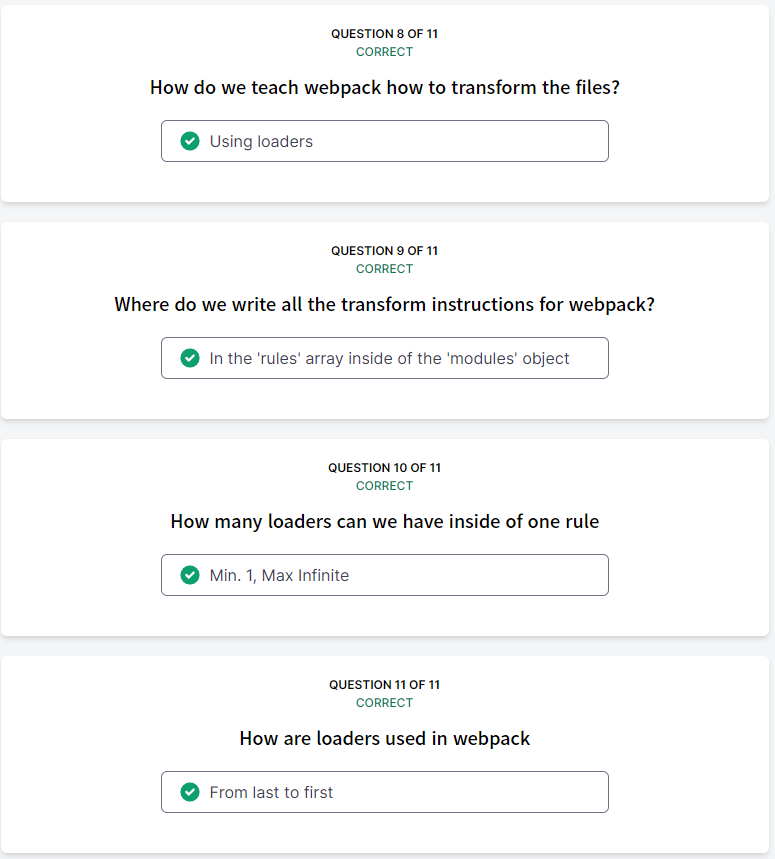 QUESTION 8 OF 11
CORRECT
How do we teach webpack how to transform the files?
Using loaders
QUESTION 9 OF 11
CORRECT
Where do we write all the transform instructions for webpack?
In the 'rules' array inside of the 'modules' object
QUESTION 10 OF 11
CORRECT
How many loaders can we have inside of one rule
Min. 1, Max Infinite
QUESTION 11 OF 11
CORRECT
How are loaders used in webpack
From last to first